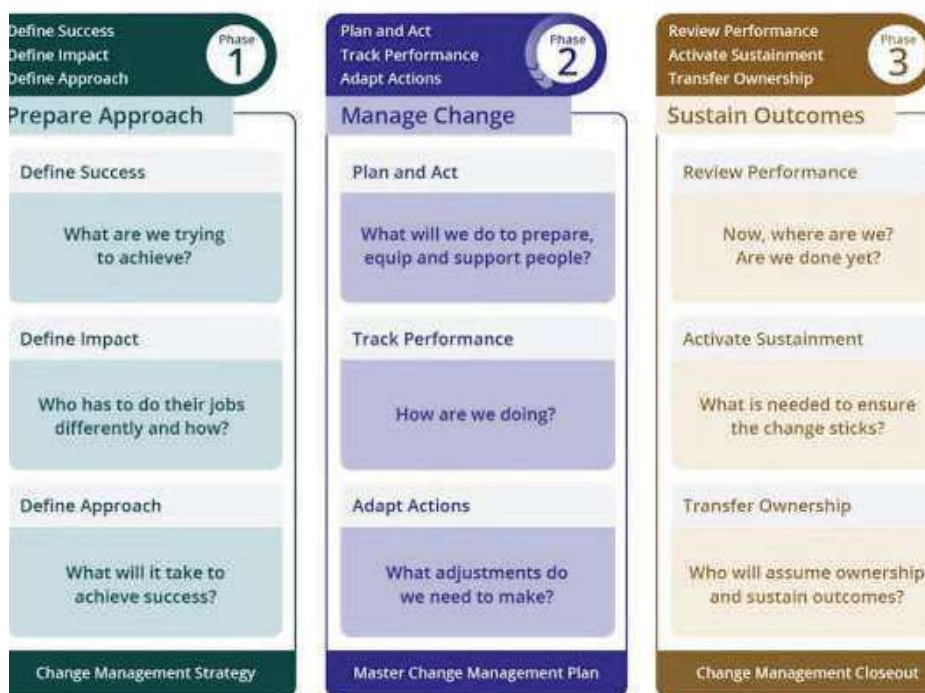 Define Success
Define Impact
Define Approach
Phase
1
Prepare Approach
Define Success
What are we trying
to achieve?
Define Impact
Who has to do their jobs
differently and how?
Define Approach
What will it take to
achieve success?
Change Management Strategy
Plan and Act
Track Performance
Adapt Actions
Phase
2
Manage Change
Plan and Act
What will we do to prepare,
equip and support people?
Track Performance
How are we doing?
Adapt Actions
What adjustments do
we need to make?
Master Change Management Plan
Review Performance
Activate Sustainment
Transfer Ownership
Phase
3
Sustain Outcomes
Review Performance
Now, where are we?
Are we done yet?
Activate Sustainment
What is needed to ensure
the change sticks?
Transfer Ownership
Who will assume ownership
and sustain outcomes?
Change Management Closeout